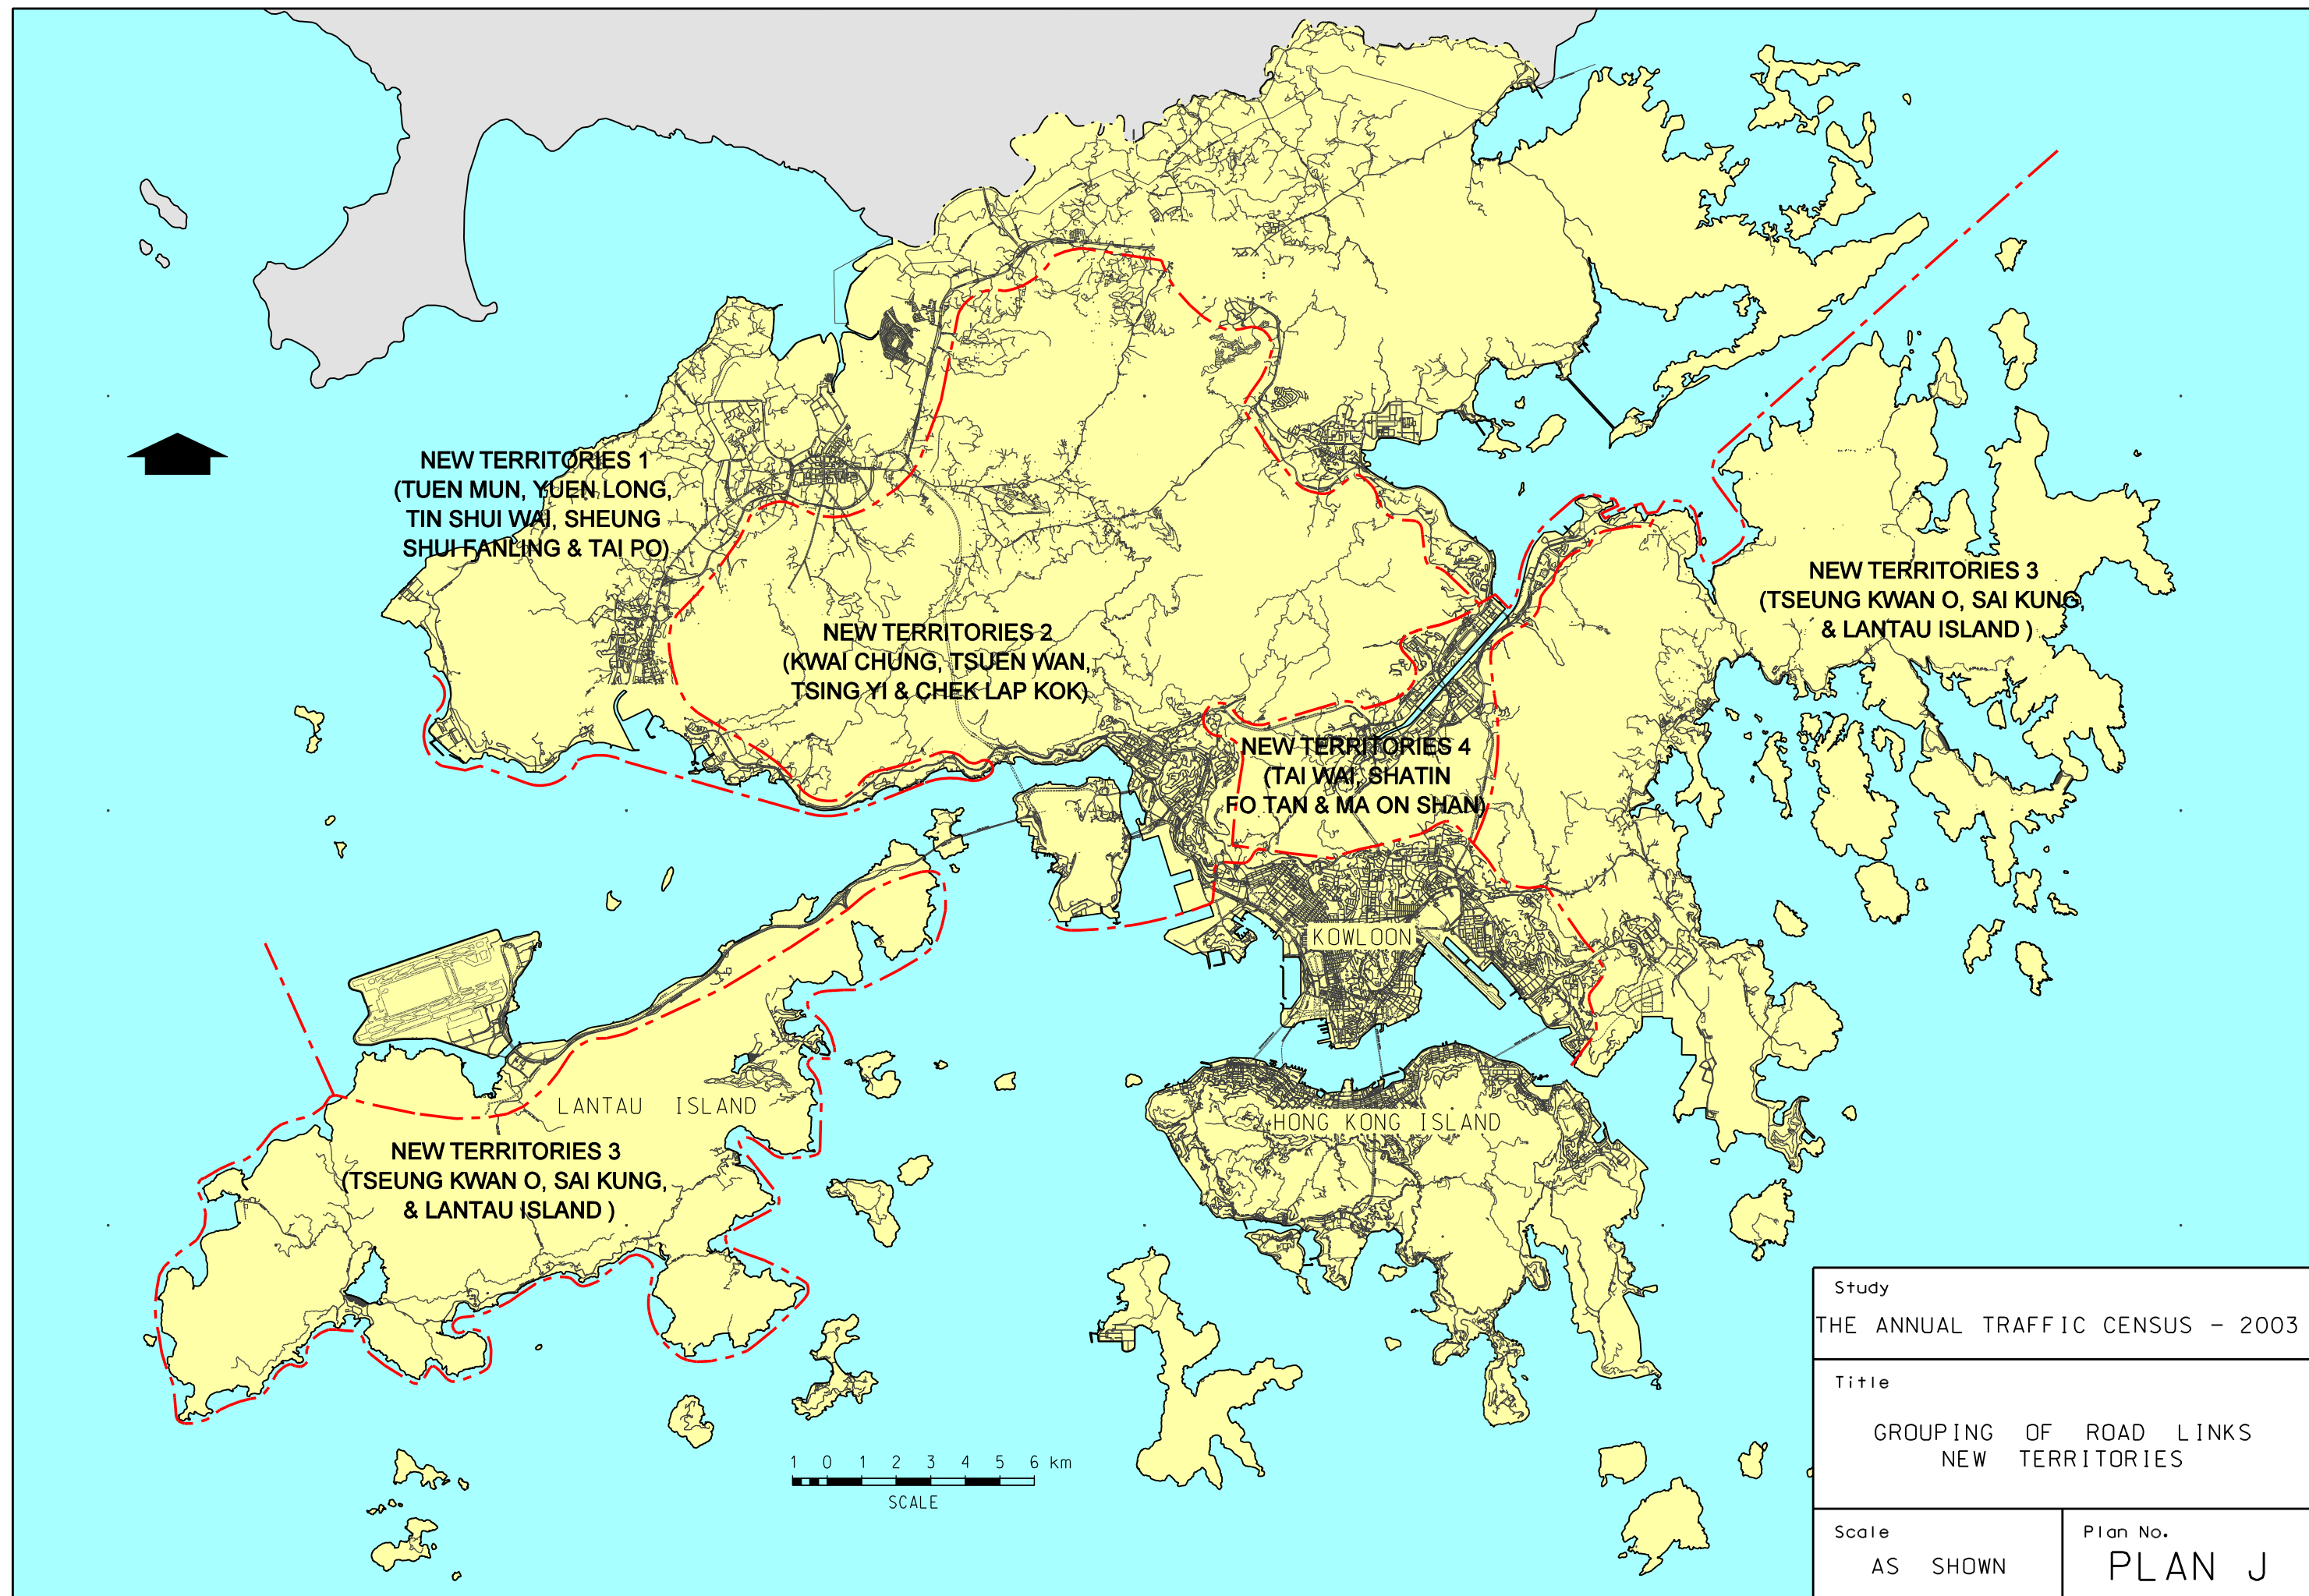 NEW TERRITORIES 1
(TUEN MUN, YUEN LONG,
TIN SHUI WAI, SHEUNG
SHUI FANLING & TAI PO)
NEW TERRITORIES 2
(KWAI CHUNG, TSUEN WAN,
TSING YI & CHEK LAP KOK)
NEW TERRITORIES 3
(TSEUNG KWAN O, SAI KUNG,
& LANTAU ISLAND )
NEW TERRITORIES 4
(TAI WAI, SHATIN
FO TAN & MA ON SHAN)
KOWLOON
LANTAU ISLAND
HONG KONG ISLAND
NEW TERRITORIES 3
(TSEUNG KWAN O, SAI KUNG,
& LANTAU ISLAND )
1 0 1 2 3 4 5 6 km
SCALE
Study
THE ANNUAL TRAFFIC CENSUS - 2003
Title
GROUPING OF ROAD LINKS
NEW TERRITORIES
Scale
AS SHOWN
Plan No.
PLAN J